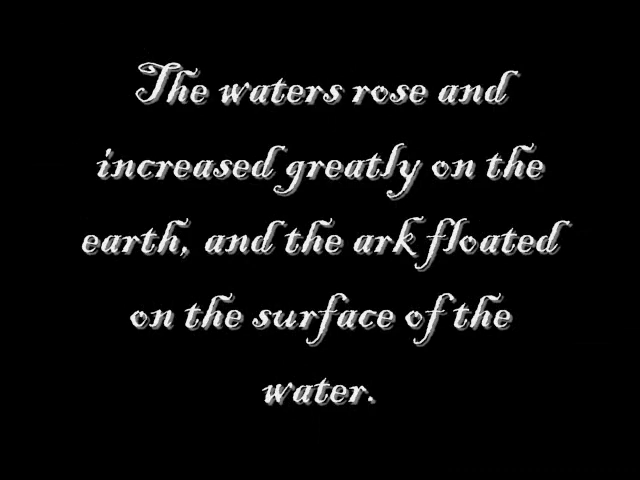 The waters rose and
increased greatly on the
earth, and the ark floated
on the surface of the
water.